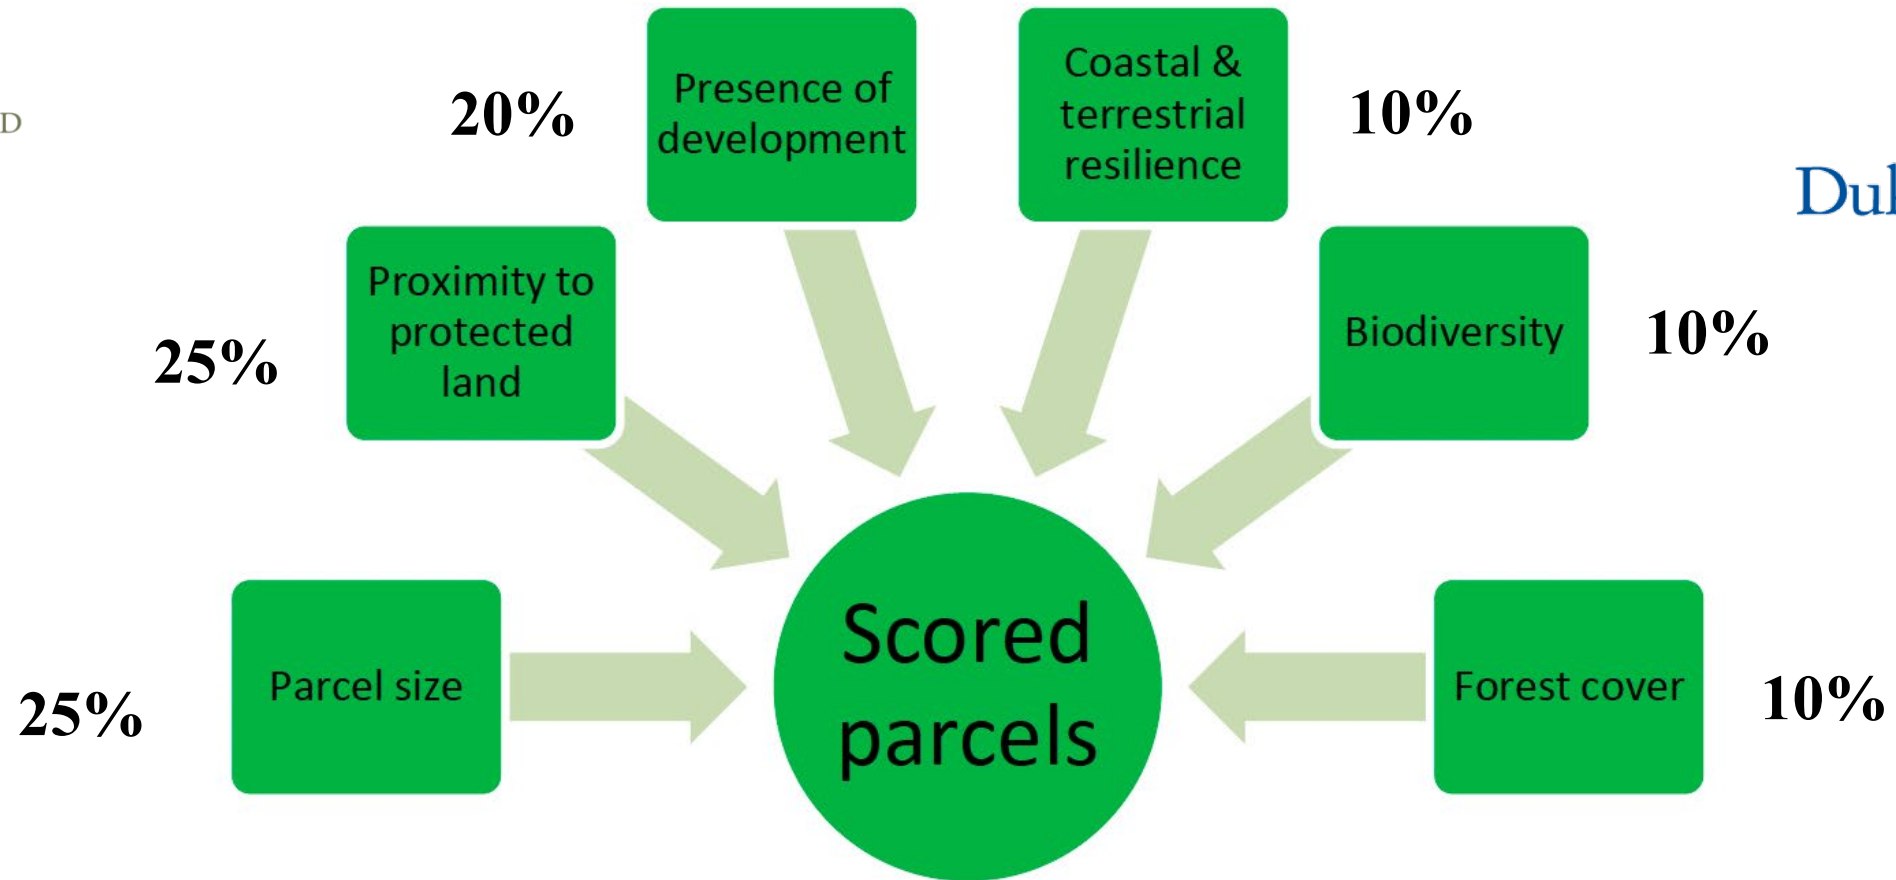 D
20%
Presence of
development
Coastal &
terrestrial
resilience
10%
25%
Proximity to
protected
land
Biodiversity
10%
25%
Parcel size
Scored
parcels
Forest cover
10%